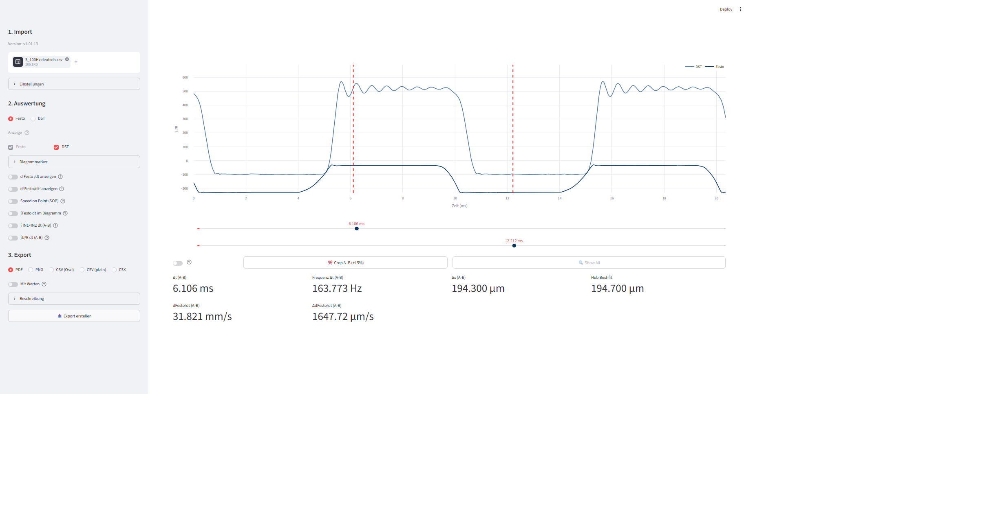 Deploy
1. Import
Version: v1.01.13
3_100Hz deutsch.csv
106.1KB
Einstellungen
2. Auswertung
Festo DST
Anzeige
Festo DST
Diagrammarker
d Festo /dt anzeigen
d²Festo/dt² anzeigen
Speed on Point (SOP)
∫Festo dt im Diagramm
∫ IN1×IN2 dt (A-B)
∫U/R dt (A-B)
3. Export
PDF PNG CSV (Oszi) CSV (plain) CSX
Mit Werten
Beschreibung
Export erstellen
DST Festo
600
500
400
300
200
100
0
−100
−200
µm
0 2 4 6 8 10 12 14 16 18 20
Zeit (ms)
6.106 ms
12.212 ms
Crop A–B (+15%)
Show All
Δt (A-B) Frequenz Δt (A-B) Δs (A-B) Hub Best-fit
6.106 ms 163.773 Hz 194.300 µm 194.700 µm
dFesto/dt (A-B) ΔdFesto/dt (A-B)
31.821 mm/s 1647.72 µm/s